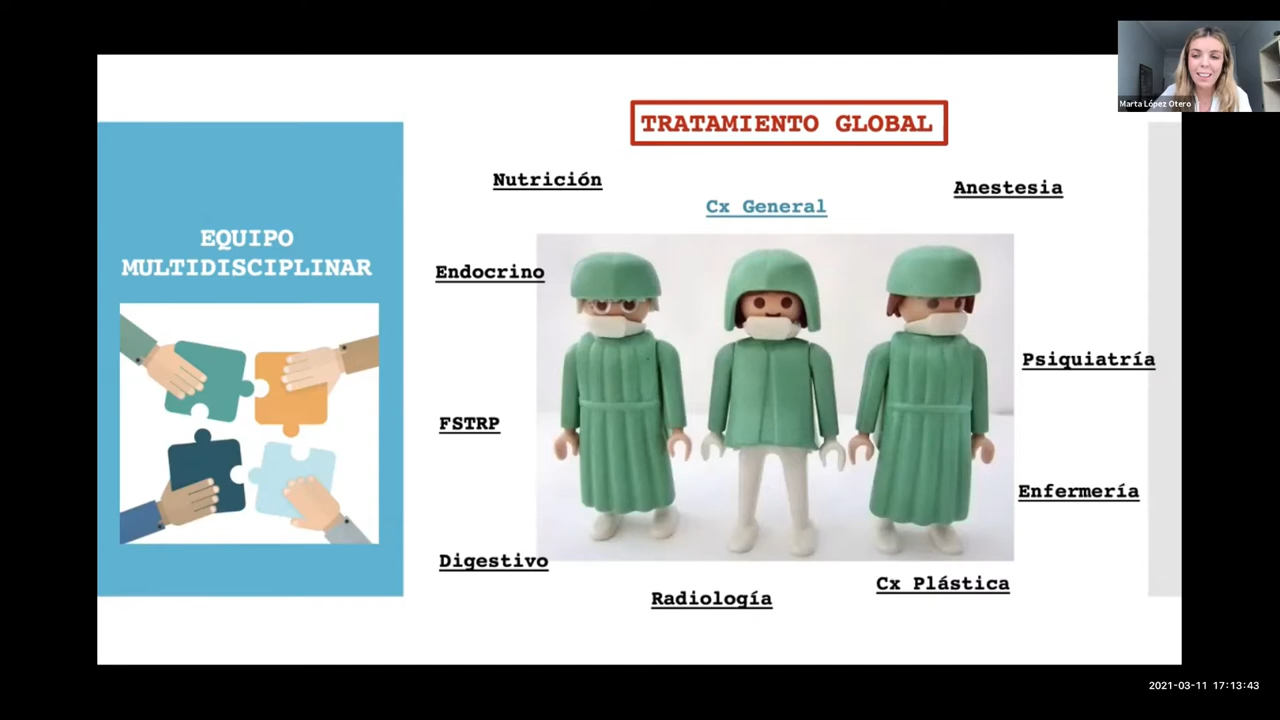 Marta López Otero
TRATAMIENTO GLOBAL
Nutrición
Anestesia
Cx General
EQUIPO
MULTIDISCIPLINAR
Endocrino
Psiquiatría
FSTRP
Enfermería
Digestivo
Cx Plástica
Radiología
2021-03-11 17:13:43